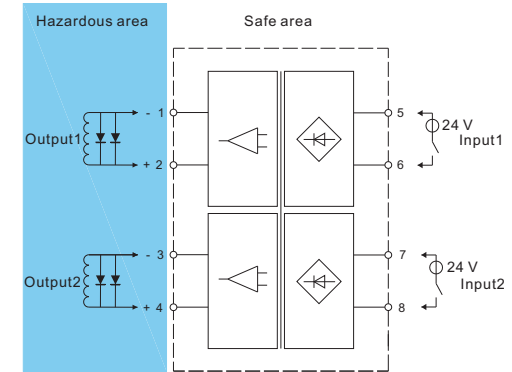 Hazardous area
Safe area
- 1
5
Output1
24 V
Input1
+ 2
6
- 3
7
Output2
24 V
Input2
+ 4
8